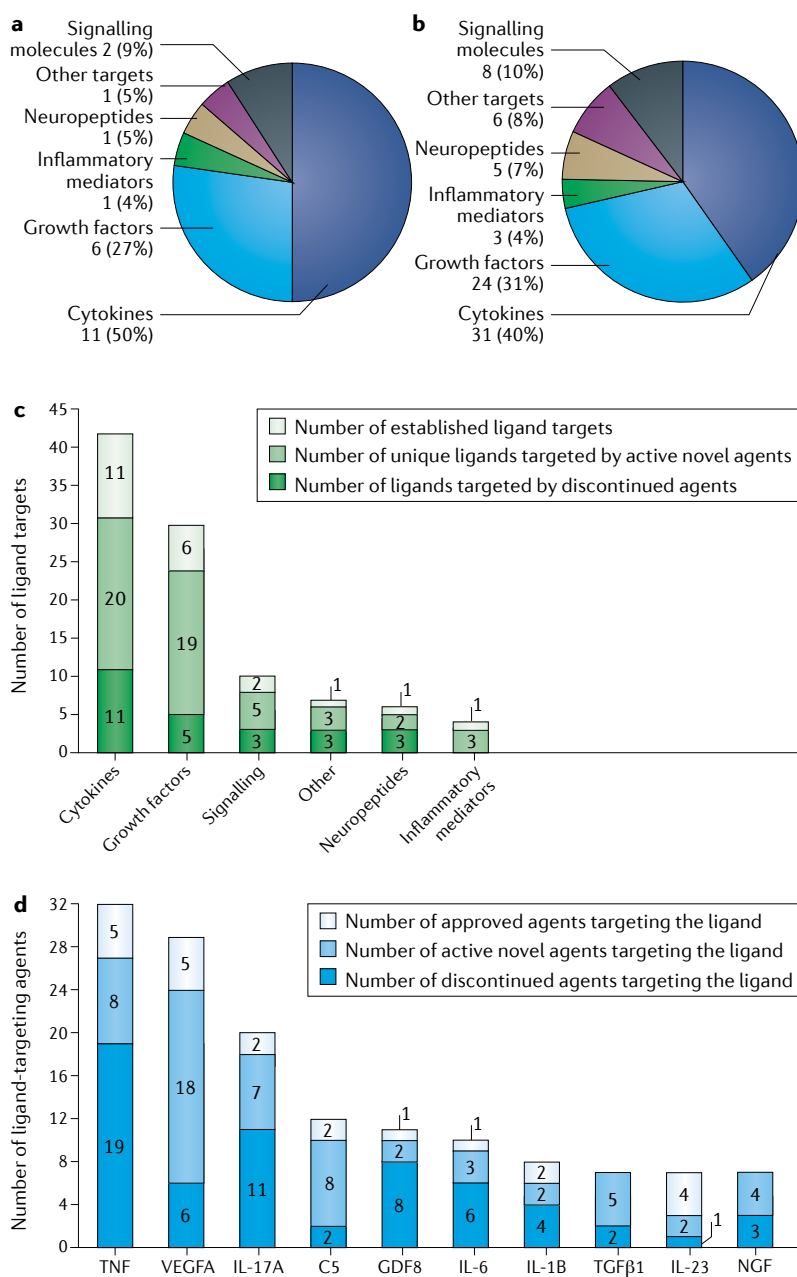 a
Signalling
molecules 2 (9%)
Other targets
1 (5%)
Neuropeptides
1 (5%)
Inflammatory
mediators
1 (4%)
Growth factors
6 (27%)
Cytokines
11 (50%)
b
Signalling
molecules
8 (10%)
Other targets
6 (8%)
Neuropeptides
5 (7%)
Inflammatory
mediators
3 (4%)
Growth factors
24 (31%)
Cytokines
31 (40%)
c
Number of ligand targets
45
40
35
30
25
20
15
10
5
0
Number of established ligand targets
Number of unique ligands targeted by active novel agents
Number of ligands targeted by discontinued agents
11
20
11
6
19
5
2
5
3
1
3
3
1
2
3
1
3
Cytokines
Growth factors
Signalling
Other
Neuropeptides
Inflammatory
mediators
d
Number of ligand-targeting agents
32
28
24
20
16
12
8
4
0
Number of approved agents targeting the ligand
Number of active novel agents targeting the ligand
Number of discontinued agents targeting the ligand
5
8
19
5
18
6
2
7
11
2
8
2
1
2
8
1
3
6
2
2
4
5
2
4
2
1
4
3
TNF
VEGFA
IL-17A
C5
GDF8
IL-6
IL-1B
TGFβ1
IL-23
NGF